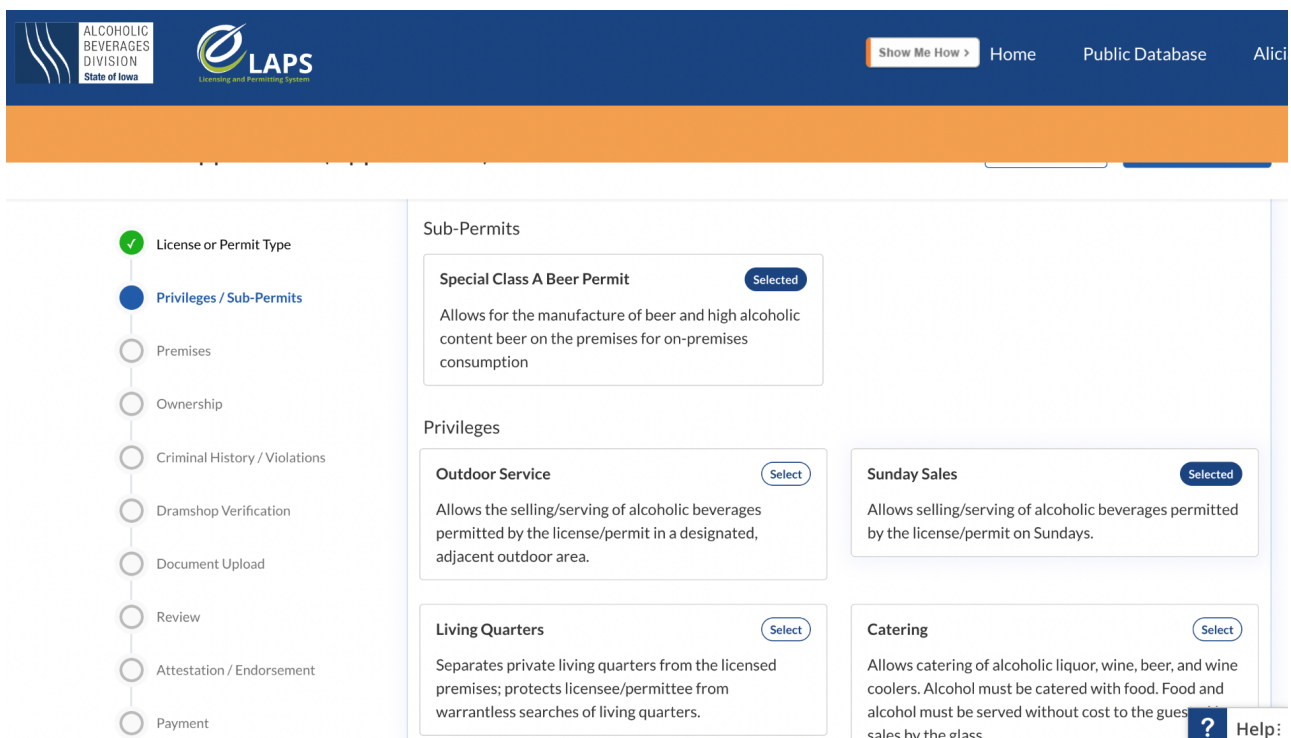 ALCOHOLIC
BEVERAGES
DIVISION
State of Iowa
eLAPS
Licensing and Permitting System
Show Me How >
Home
Public Database
Alici
License or Permit Type
Privileges / Sub-Permits
Premises
Ownership
Criminal History / Violations
Dramshop Verification
Document Upload
Review
Attestation / Endorsement
Payment
Sub-Permits
Special Class A Beer Permit
Selected
Allows for the manufacture of beer and high alcoholic
content beer on the premises for on-premises
consumption
Privileges
Outdoor Service
Select
Allows the selling/serving of alcoholic beverages
permitted by the license/permit in a designated,
adjacent outdoor area.
Sunday Sales
Selected
Allows selling/serving of alcoholic beverages permitted
by the license/permit on Sundays.
Living Quarters
Select
Separates private living quarters from the licensed
premises; protects licensee/permittee from
warrantless searches of living quarters.
Catering
Select
Allows catering of alcoholic liquor, wine, beer, and wine
coolers. Alcohol must be catered with food. Food and
alcohol must be served without cost to the gues
sales by the glass
? Help